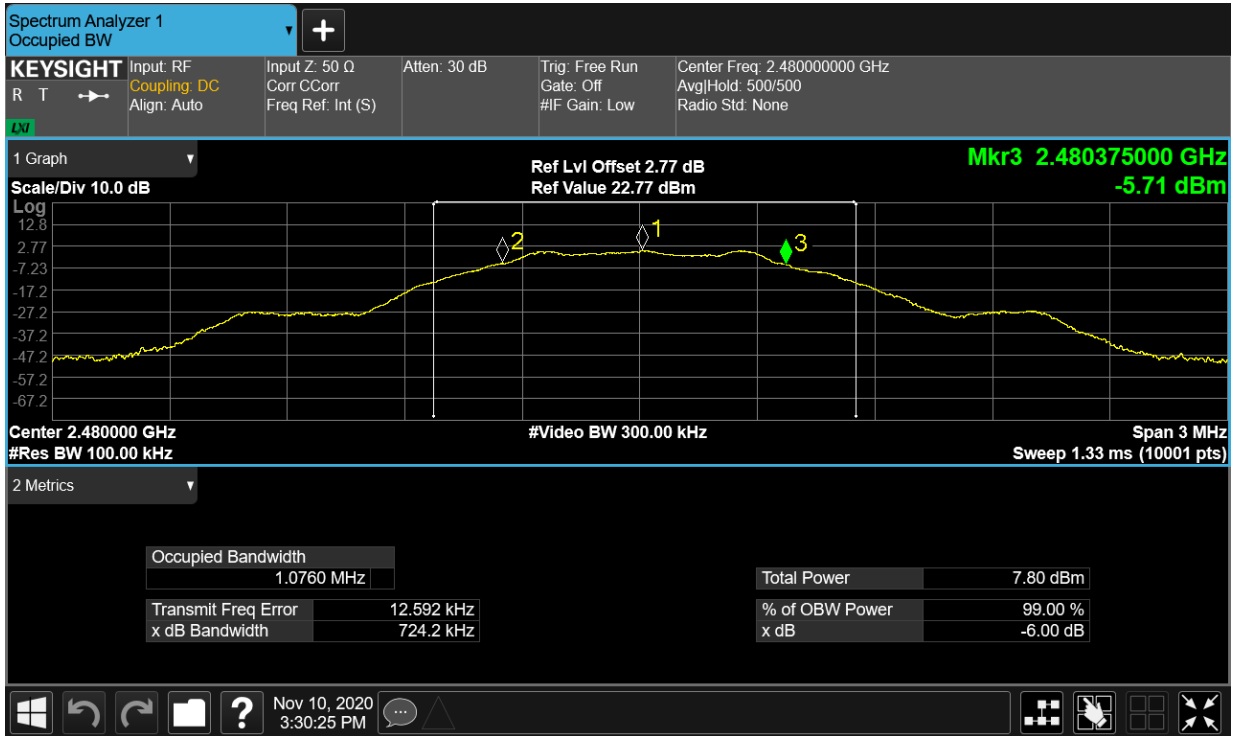 Spectrum Analyzer 1
Occupied BW
KEYSIGHT
R T
LXI
Input: RF
Coupling: DC
Align: Auto
Input Z: 50 Ω
Corr CCorr
Freq Ref: Int (S)
Atten: 30 dB
Trig: Free Run
Gate: Off
#IF Gain: Low
Center Freq: 2.480000000 GHz
Avg|Hold: 500/500
Radio Std: None
1 Graph
Scale/Div 10.0 dB
Ref Lvl Offset 2.77 dB
Ref Value 22.77 dBm
Mkr3 2.480375000 GHz
-5.71 dBm
Log
12.8
2.77
-7.23
-17.2
-27.2
-37.2
-47.2
-57.2
-67.2
2
1
3
Center 2.480000 GHz
#Res BW 100.00 kHz
#Video BW 300.00 kHz
Span 3 MHz
Sweep 1.33 ms (10001 pts)
2 Metrics
Occupied Bandwidth
1.0760 MHz
Transmit Freq Error 12.592 kHz
x dB Bandwidth 724.2 kHz
Total Power 7.80 dBm
% of OBW Power 99.00 %
x dB -6.00 dB
?
Nov 10, 2020
3:30:25 PM